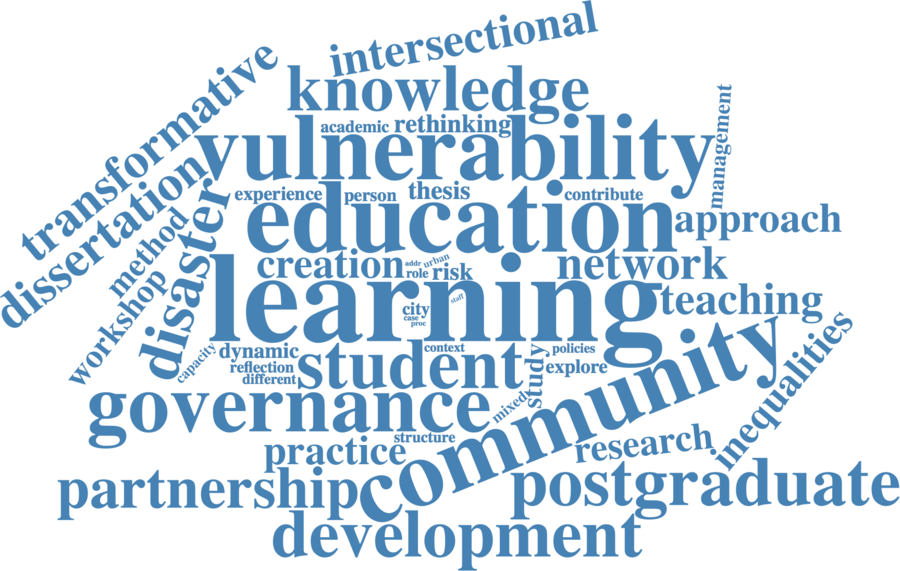 intersectional
knowledge
transformative
academic rethinking
vulnerability
management
dissertation
experience person thesis contribute
education
approach
method
disaster
creation
addr urban
role risk
network
learning
staff
city
case
proc
teaching
workshop
capacity
dynamic
reflection
different
student
context
study
policies
explore
inequalities
governance
mixed
community
structure
practice
research
partnership
postgraduate
development